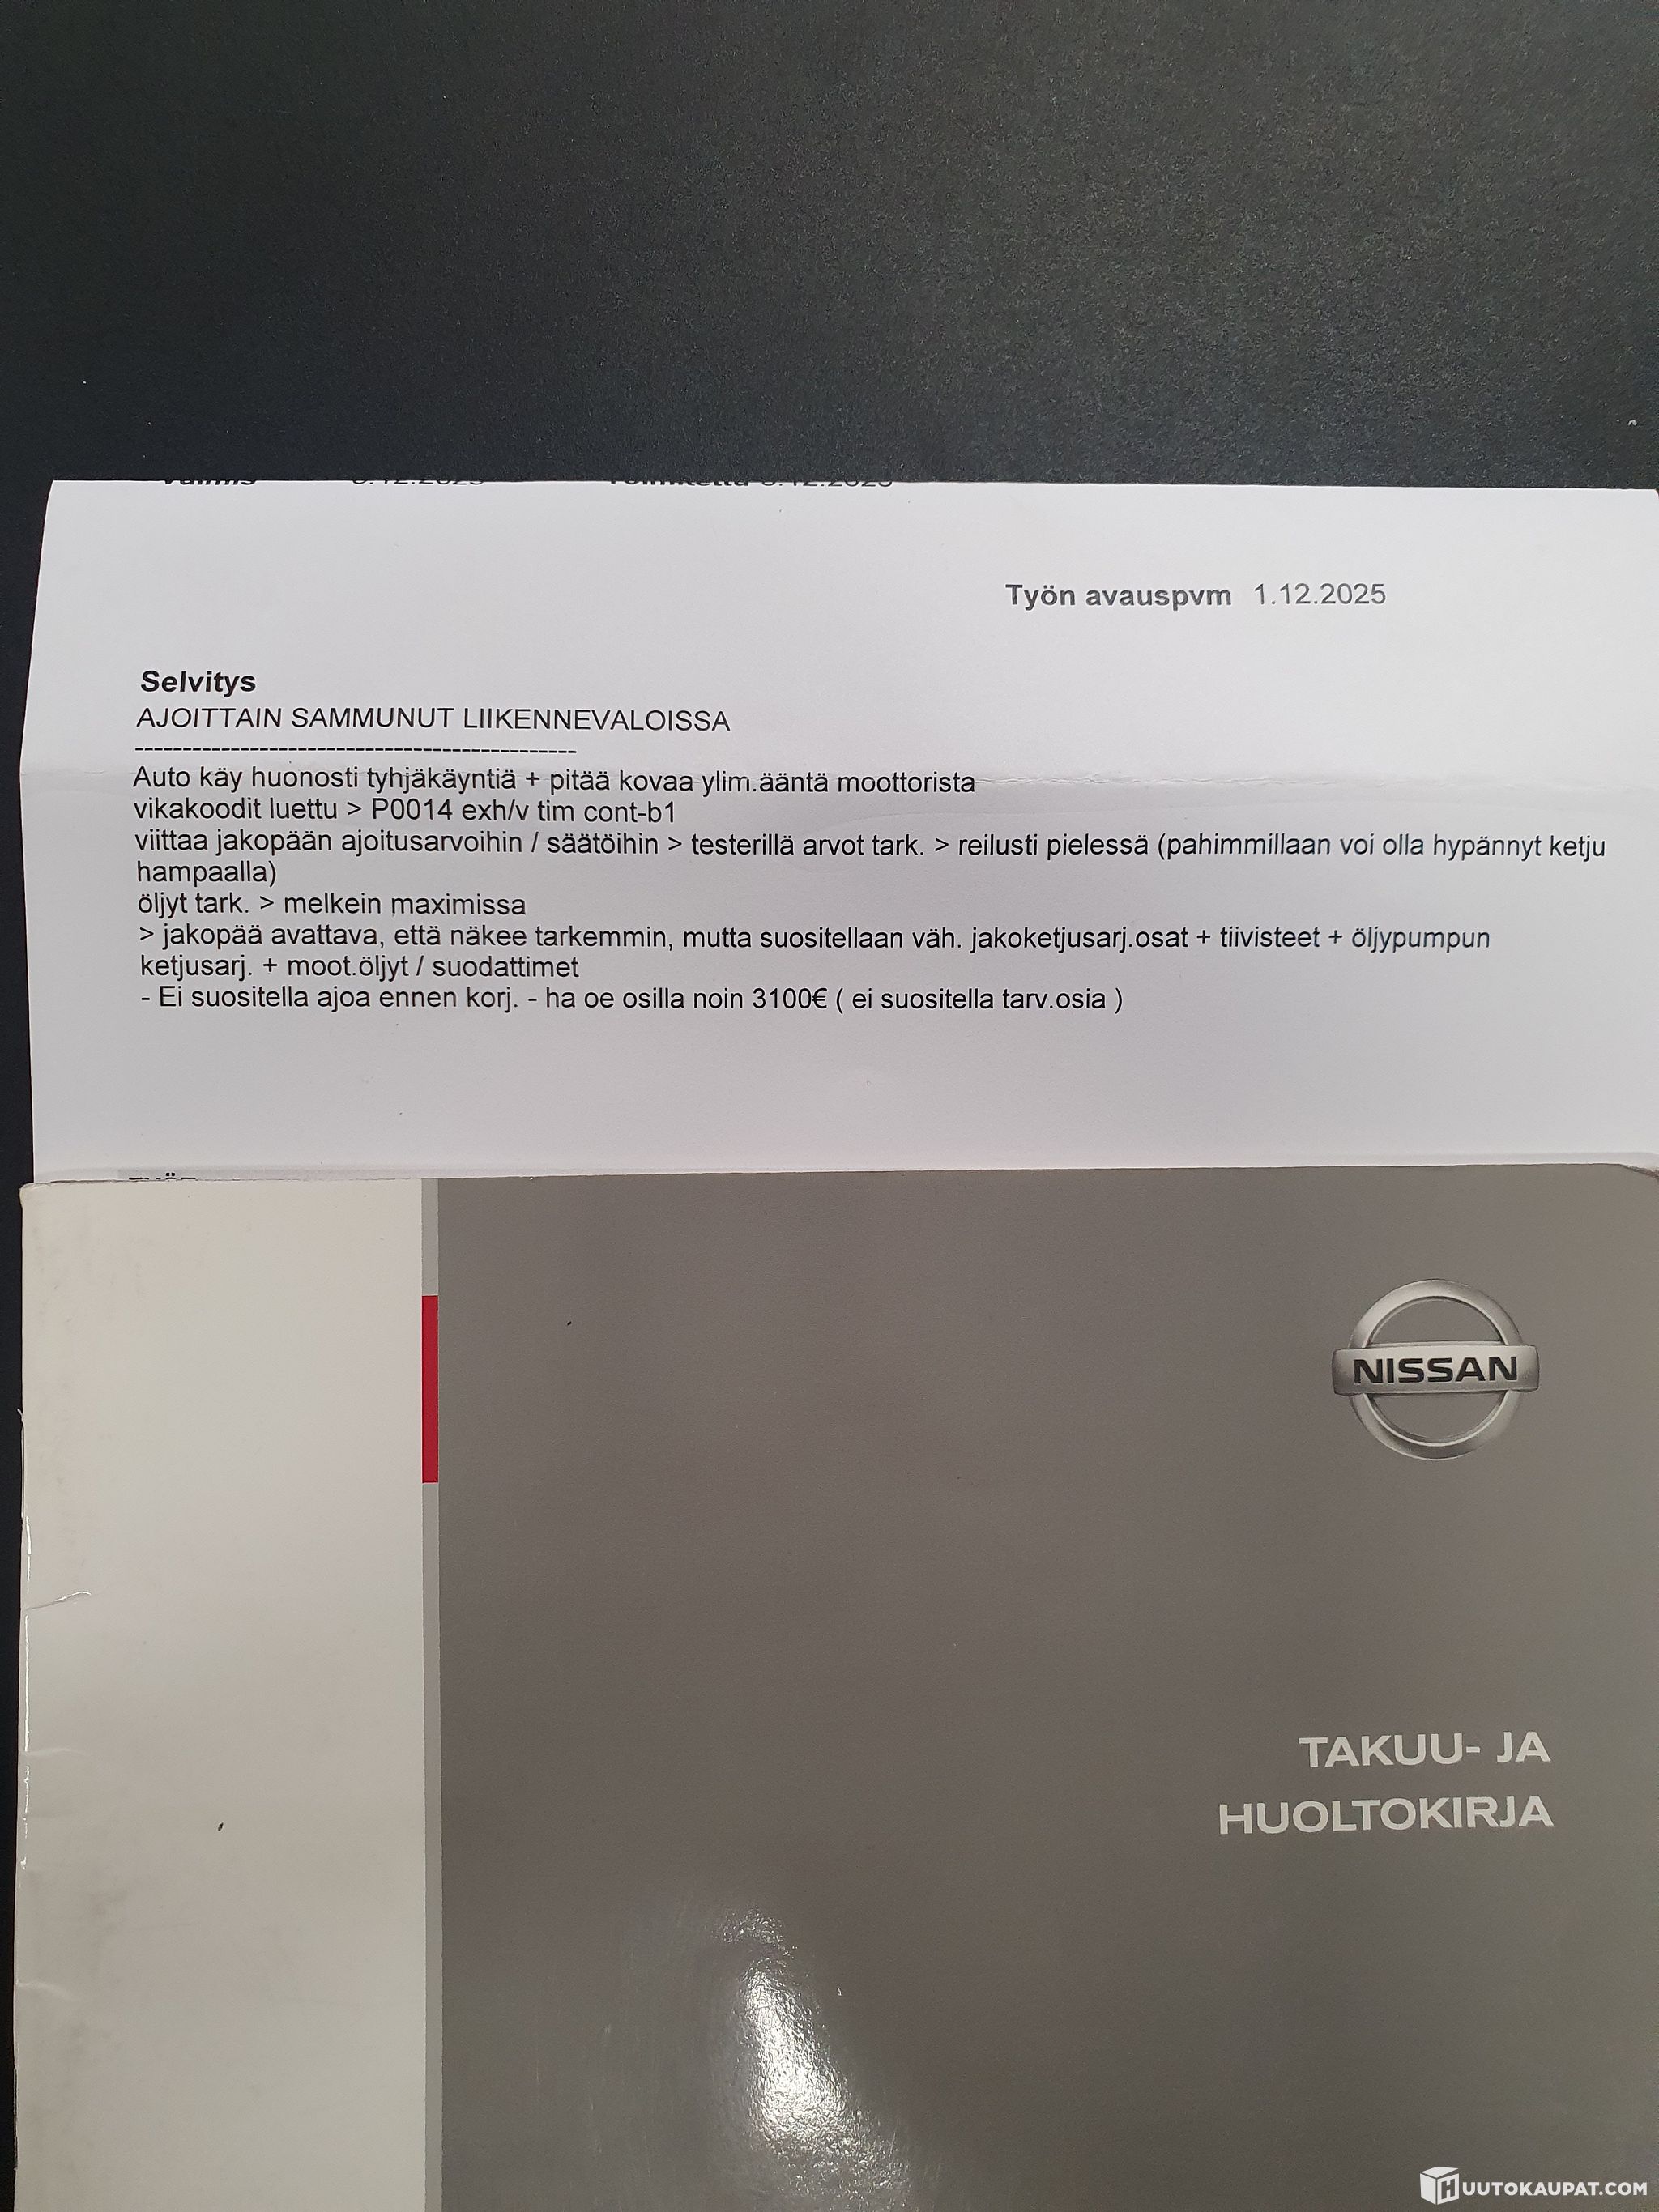 Työn avauspvm 1.12.2025
Selvitys
AJOITTAIN SAMMUNUT LIIKENNEVALOISSA
----------------------------------------------
Auto käy huonosti tyhjäkäyntiä + pitää kovaa ylim.ääntä moottorista
vikakoodit luettu > P0014 exh/v tim cont-b1
viittaa jakopään ajoitusarvoihin / säätöihin > testerillä arvot tark. > reilusti pielessä (pahimmillaan voi olla hypännyt ketju
hampaalla)
öljyt tark. > melkein maximissa
> jakopää avattava, että näkee tarkemmin, mutta suositellaan väh. jakoketjusarj.osat + tiivisteet + öljypumpun
ketjusarj. + moot.öljyt / suodattimet
- Ei suositella ajoa ennen korj. - ha oe osilla noin 3100€ ( ei suositella tarv.osia )
NISSAN
TAKUU- JA
HUOLTOKIRJA
HUUTOKAUPAT.COM